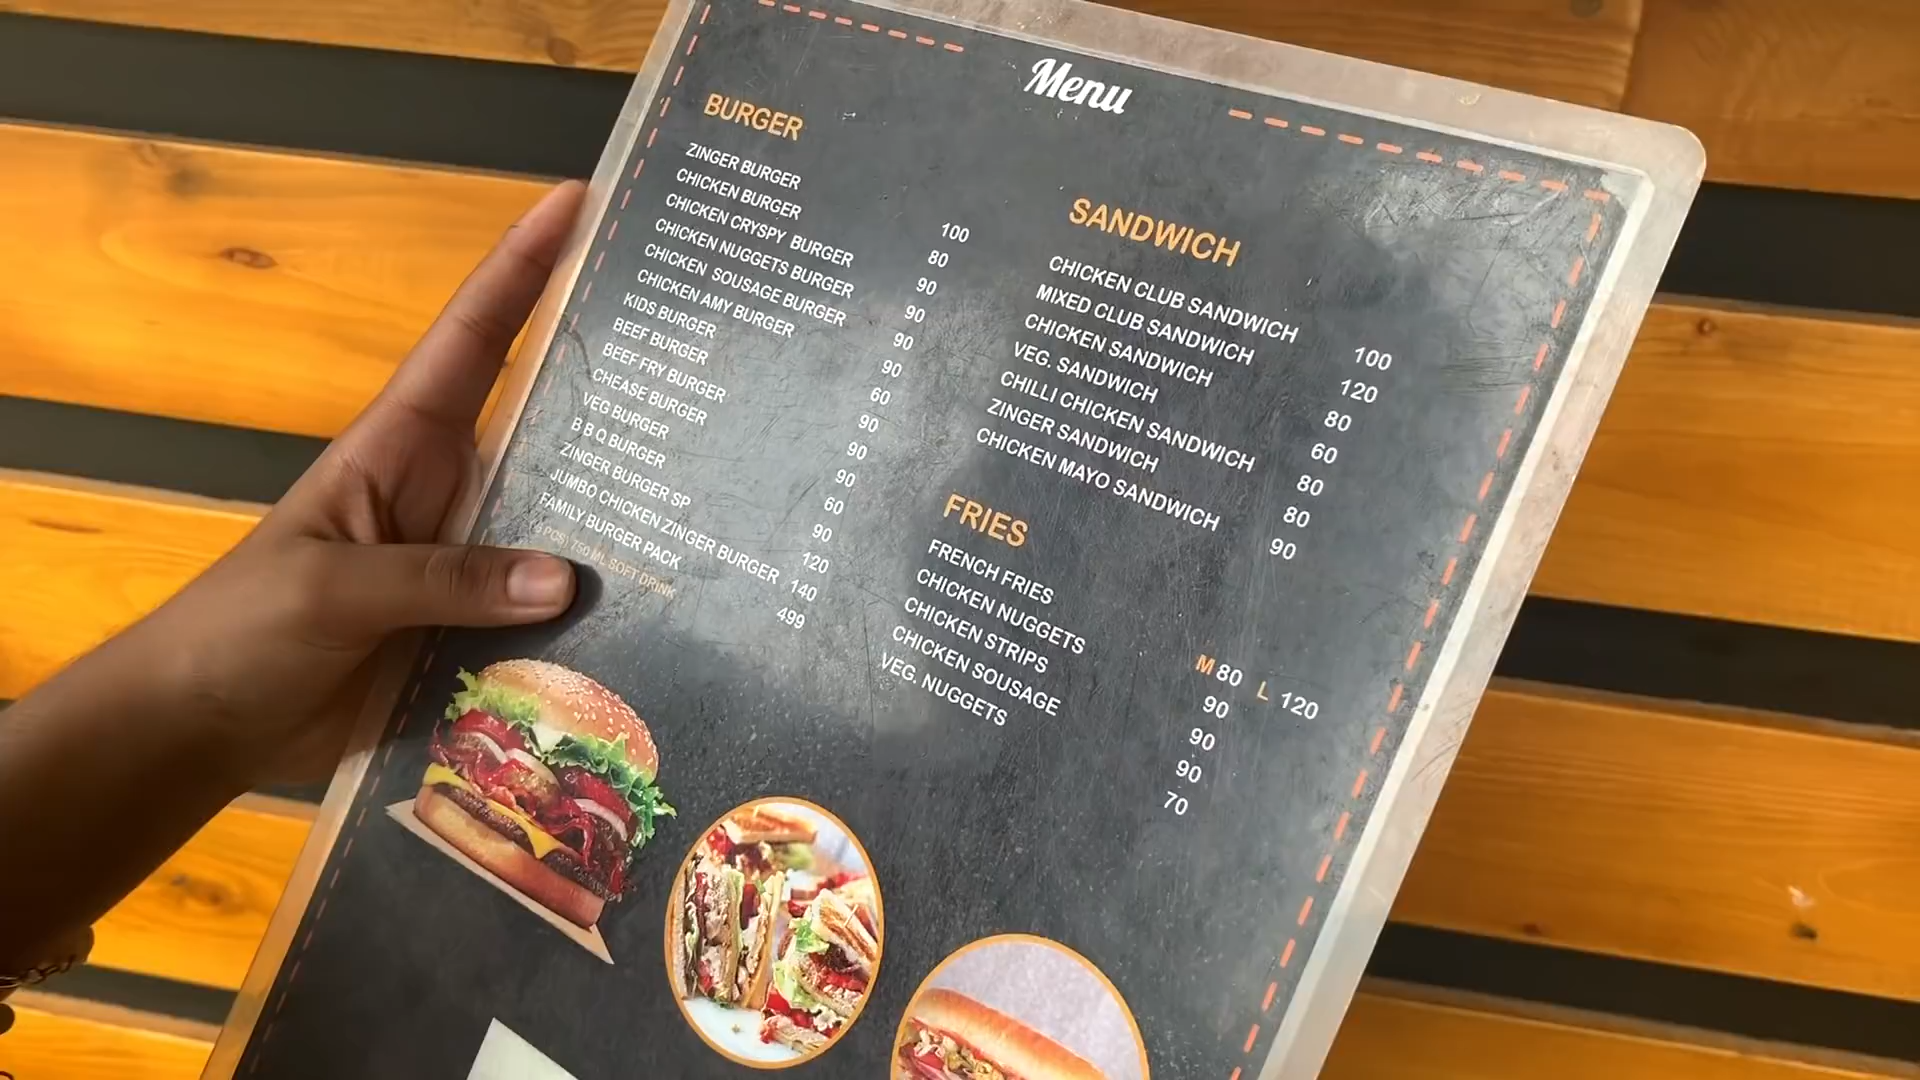 Menu
BURGER
ZINGER BURGER 100
CHICKEN BURGER 80
CHICKEN CRYSPY BURGER 90
CHICKEN NUGGETS BURGER 90
CHICKEN SOUSAGE BURGER 90
CHICKEN AMY BURGER 90
KIDS BURGER 60
BEEF BURGER 90
BEEF FRY BURGER 90
CHEASE BURGER 90
VEG BURGER 60
B B Q BURGER 90
ZINGER BURGER SP 120
JUMBO CHICKEN ZINGER BURGER 140
FAMILY BURGER PACK 499
PCS) 750 ML SOFT DRINK
SANDWICH
CHICKEN CLUB SANDWICH 100
MIXED CLUB SANDWICH 120
CHICKEN SANDWICH 80
VEG. SANDWICH 60
CHILLI CHICKEN SANDWICH 80
ZINGER SANDWICH 80
CHICKEN MAYO SANDWICH 90
FRIES
FRENCH FRIES M 80 L 120
CHICKEN NUGGETS 90
CHICKEN STRIPS 90
CHICKEN SOUSAGE 90
VEG. NUGGETS 70